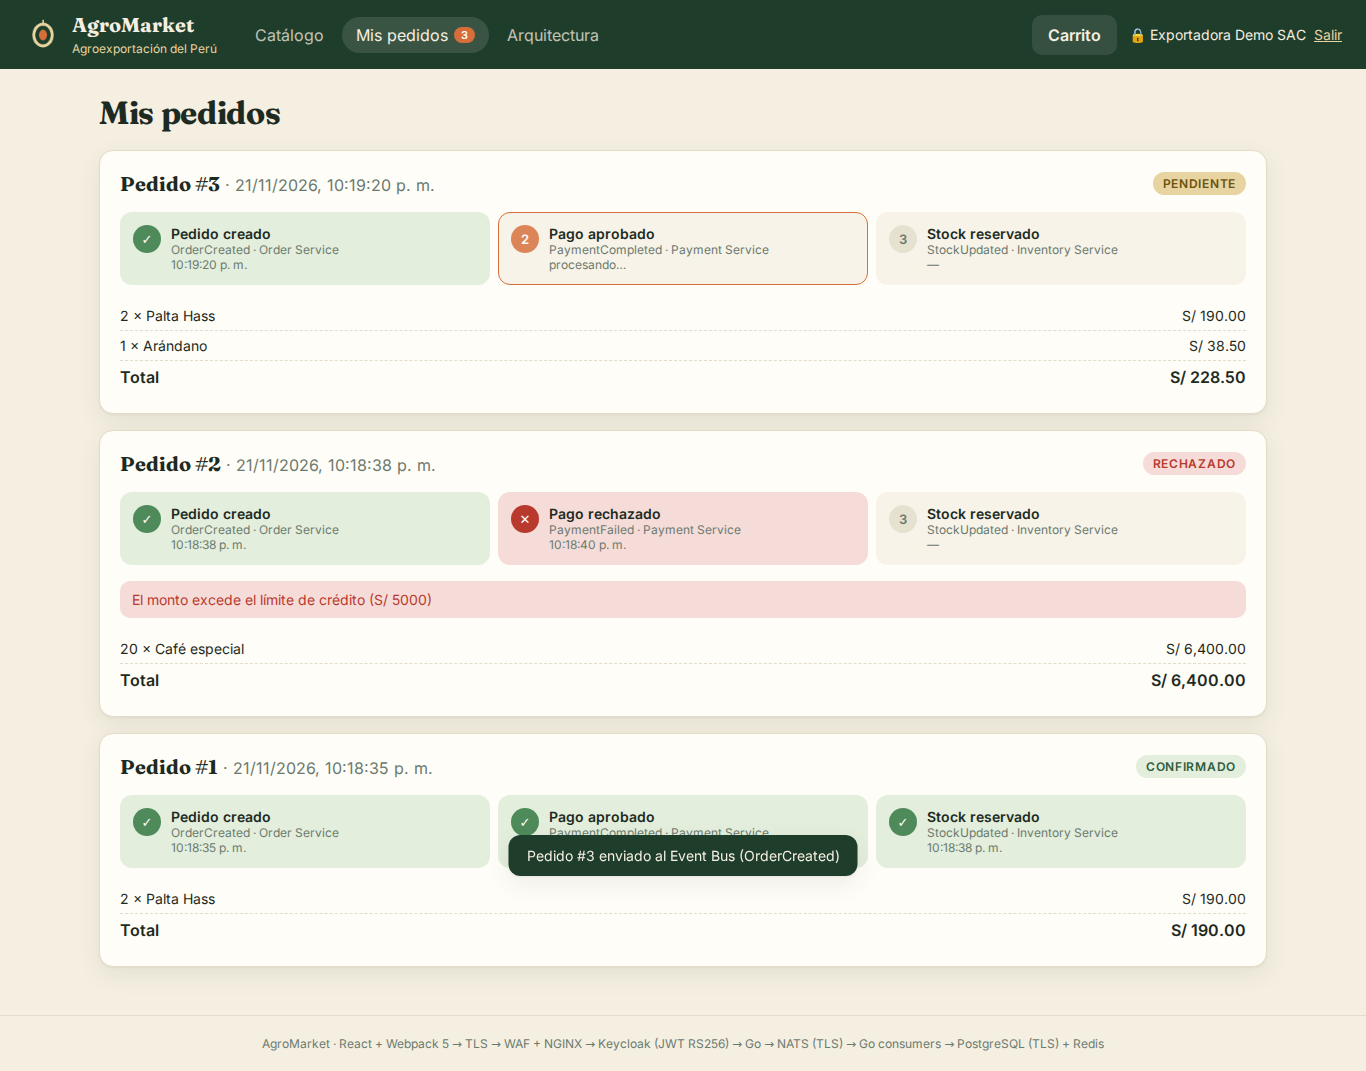 AgroMarket
Agroexportación del Perú
Catálogo
Mis pedidos 3
Arquitectura
Carrito
Exportadora Demo SAC Salir
Mis pedidos
Pedido #3 · 21/11/2026, 10:19:20 p. m.
PENDIENTE
✓ Pedido creado
OrderCreated · Order Service
10:19:20 p. m.
2 Pago aprobado
PaymentCompleted · Payment Service
procesando...
3 Stock reservado
StockUpdated · Inventory Service
—
2 × Palta Hass S/ 190.00
1 × Arándano S/ 38.50
Total S/ 228.50
Pedido #2 · 21/11/2026, 10:18:38 p. m.
RECHAZADO
✓ Pedido creado
OrderCreated · Order Service
10:18:38 p. m.
✕ Pago rechazado
PaymentFailed · Payment Service
10:18:40 p. m.
3 Stock reservado
StockUpdated · Inventory Service
—
El monto excede el límite de crédito (S/ 5000)
20 × Café especial S/ 6,400.00
Total S/ 6,400.00
Pedido #1 · 21/11/2026, 10:18:35 p. m.
CONFIRMADO
✓ Pedido creado
OrderCreated · Order Service
10:18:35 p. m.
✓ Pago aprobado
PaymentCompleted · Payment Service
✓ Stock reservado
StockUpdated · Inventory Service
10:18:38 p. m.
Pedido #3 enviado al Event Bus (OrderCreated)
2 × Palta Hass S/ 190.00
Total S/ 190.00
AgroMarket · React + Webpack 5 → TLS → WAF + NGINX → Keycloak (JWT RS256) → Go → NATS (TLS) → Go consumers → PostgreSQL (TLS) + Redis